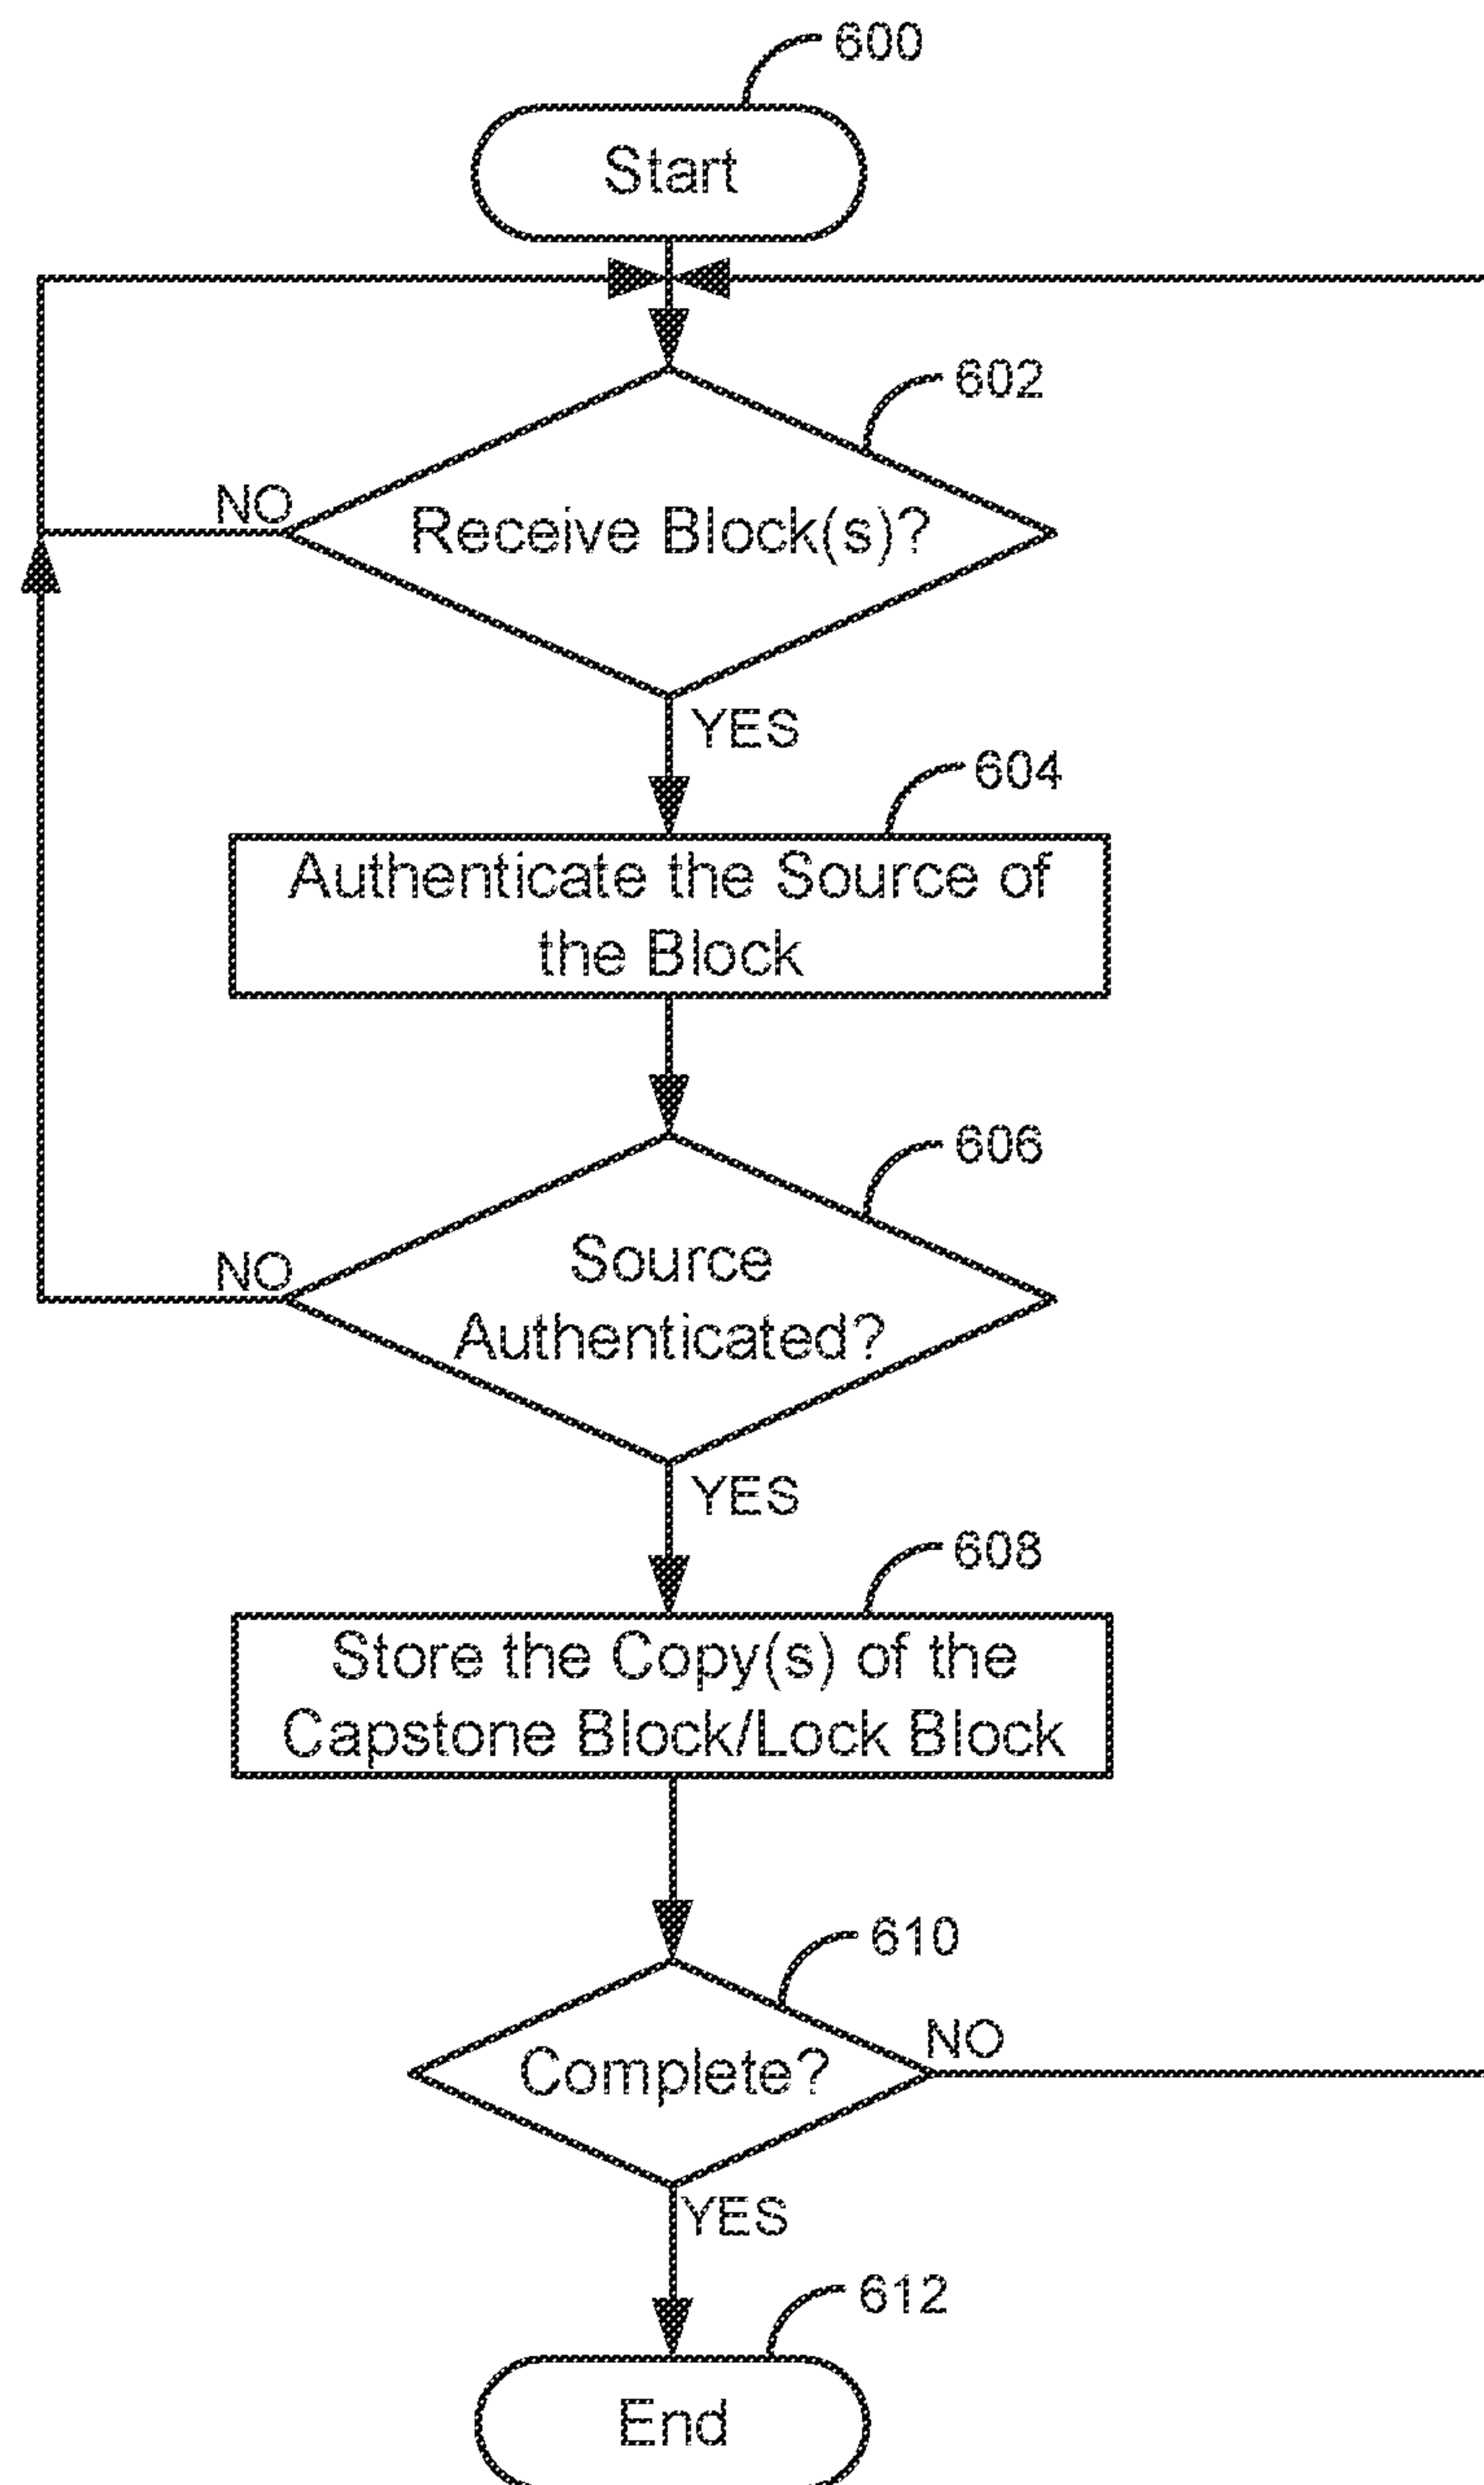 600
Start
602
NO
Receive Block(s)?
YES
604
Authenticate the Source of
the Block
606
NO
Source
Authenticated?
YES
608
Store the Copy(s) of the
Capstone Block/Lock Block
610
NO
Complete?
YES
612
End